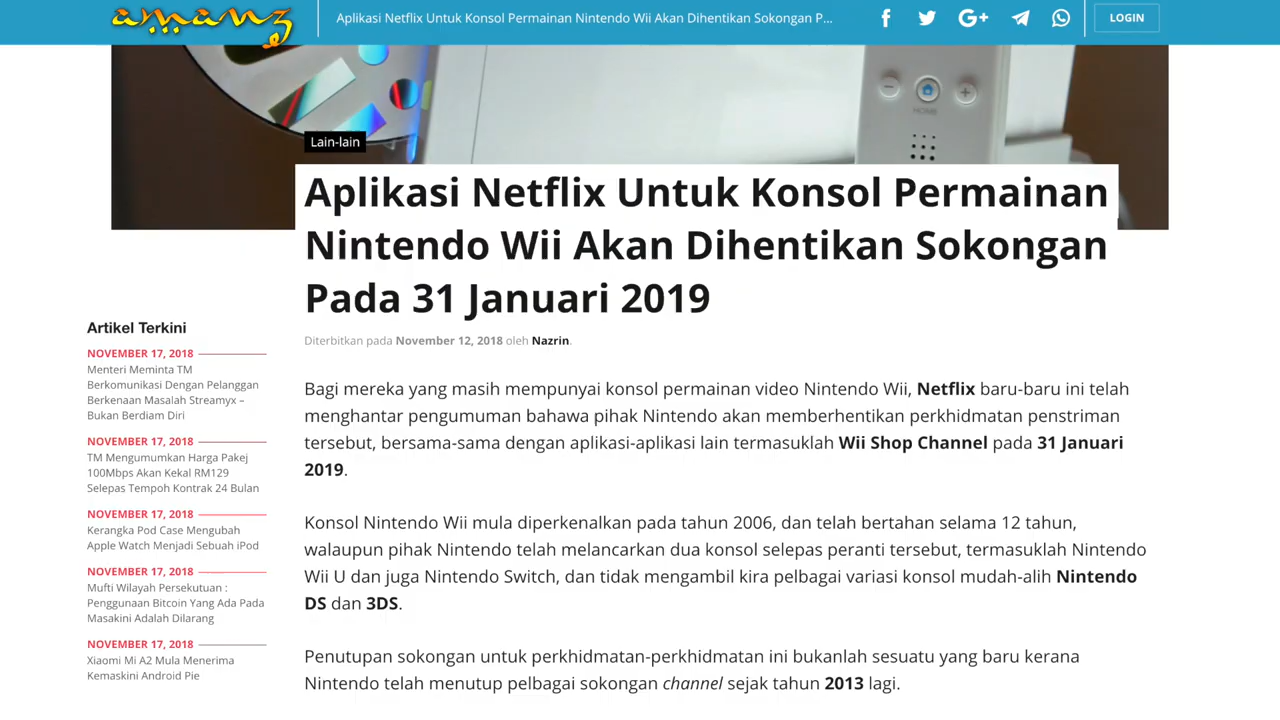 amanz
Aplikasi Netflix Untuk Konsol Permainan Nintendo Wii Akan Dihentikan Sokongan P...
LOGIN
HOME
Lain-lain
Aplikasi Netflix Untuk Konsol Permainan
Nintendo Wii Akan Dihentikan Sokongan
Pada 31 Januari 2019
Diterbitkan pada November 12, 2018 oleh Nazrin.
Artikel Terkini
NOVEMBER 17, 2018
Menteri Meminta TM
Berkomunikasi Dengan Pelanggan
Berkenaan Masalah Streamyx –
Bukan Berdiam Diri
NOVEMBER 17, 2018
TM Mengumumkan Harga Pakej
100Mbps Akan Kekal RM129
Selepas Tempoh Kontrak 24 Bulan
NOVEMBER 17, 2018
Kerangka Pod Case Mengubah
Apple Watch Menjadi Sebuah iPod
NOVEMBER 17, 2018
Mufti Wilayah Persekutuan :
Penggunaan Bitcoin Yang Ada Pada
Masakini Adalah Dilarang
NOVEMBER 17, 2018
Xiaomi Mi A2 Mula Menerima
Kemaskini Android Pie
Bagi mereka yang masih mempunyai konsol permainan video Nintendo Wii, Netflix baru-baru ini telah
menghantar pengumuman bahawa pihak Nintendo akan memberhentikan perkhidmatan penstriman
tersebut, bersama-sama dengan aplikasi-aplikasi lain termasuklah Wii Shop Channel pada 31 Januari
2019.
Konsol Nintendo Wii mula diperkenalkan pada tahun 2006, dan telah bertahan selama 12 tahun,
walaupun pihak Nintendo telah melancarkan dua konsol selepas peranti tersebut, termasuklah Nintendo
Wii U dan juga Nintendo Switch, dan tidak mengambil kira pelbagai variasi konsol mudah-alih Nintendo
DS dan 3DS.
Penutupan sokongan untuk perkhidmatan-perkhidmatan ini bukanlah sesuatu yang baru kerana
Nintendo telah menutup pelbagai sokongan channel sejak tahun 2013 lagi.